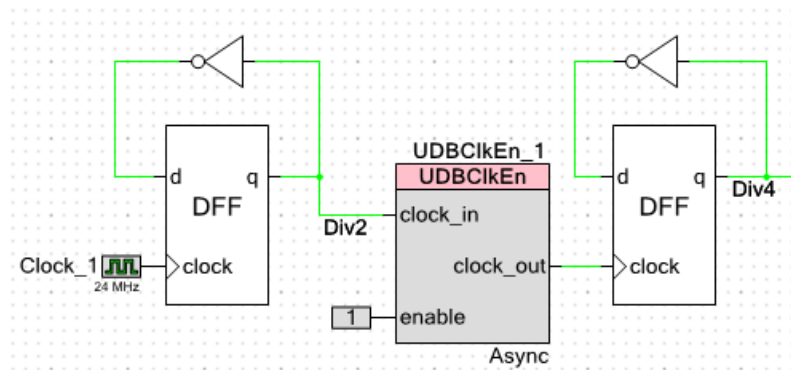 UDBClkEn_1
UDBClkEn
d
q
DFF
clock
Clock_1
24 MHz
Div2
clock_in
clock_out
1
enable
Async
d
q
DFF
clock
Div4